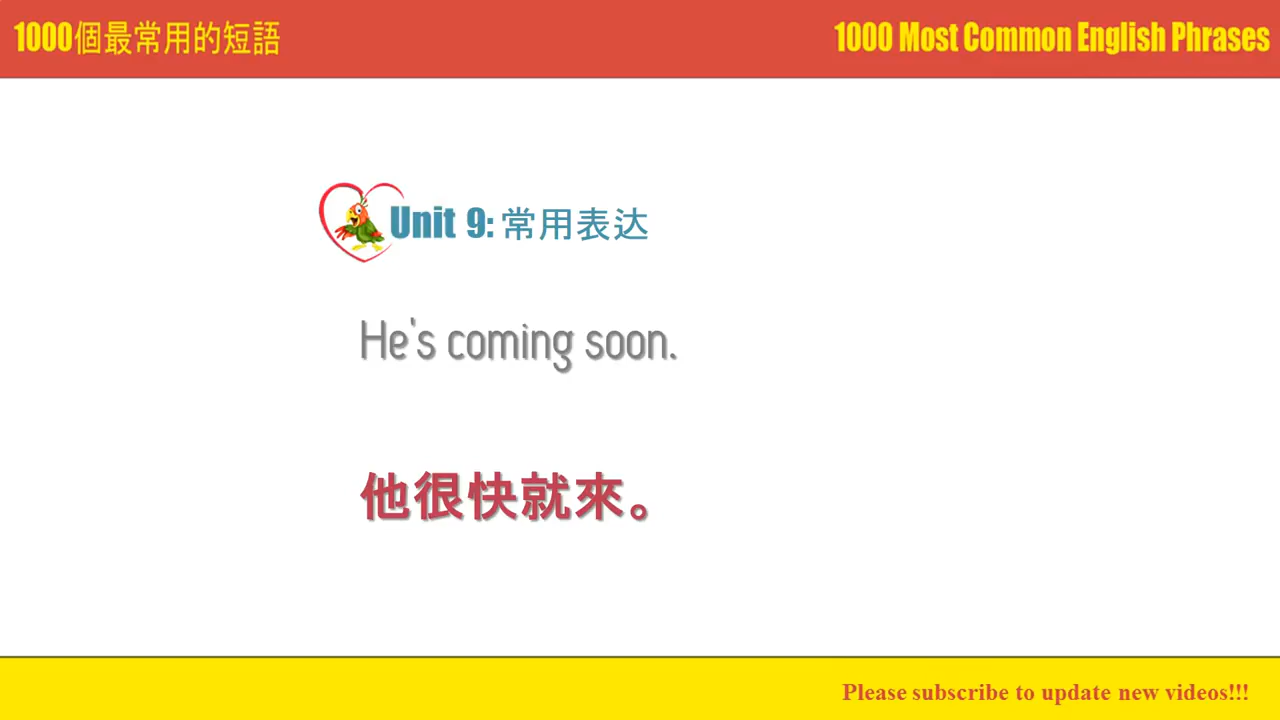 1000個最常用的短語
1000 Most Common English Phrases
Unit 9: 常用表达
He's coming soon.
他很快就來。
Please subscribe to update new videos!!!